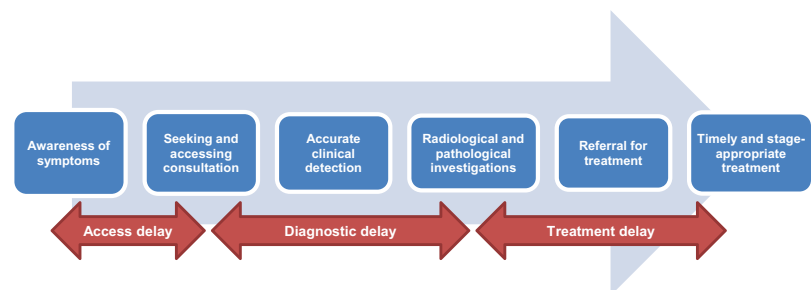 Awareness of
symptoms
Seeking and
accessing
consultation
Accurate
clinical
detection
Radiological and
pathological
investigations
Referral for
treatment
Timely and stage-
appropriate
treatment
Access delay
Diagnostic delay
Treatment delay